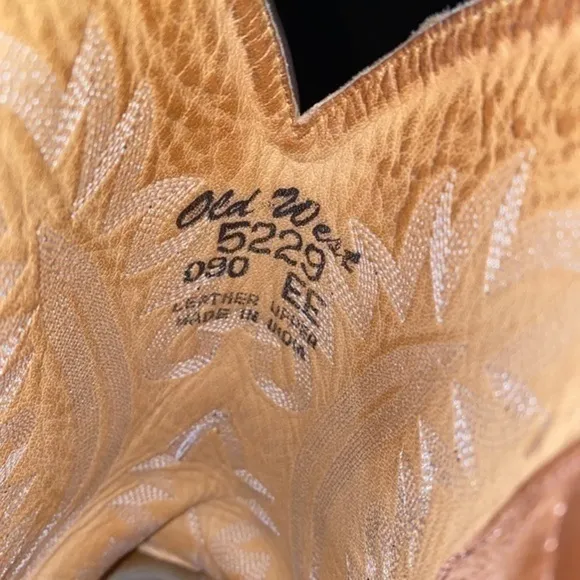 Old West
5229
090 EE
LEATHER UPPER
MADE IN INDIA